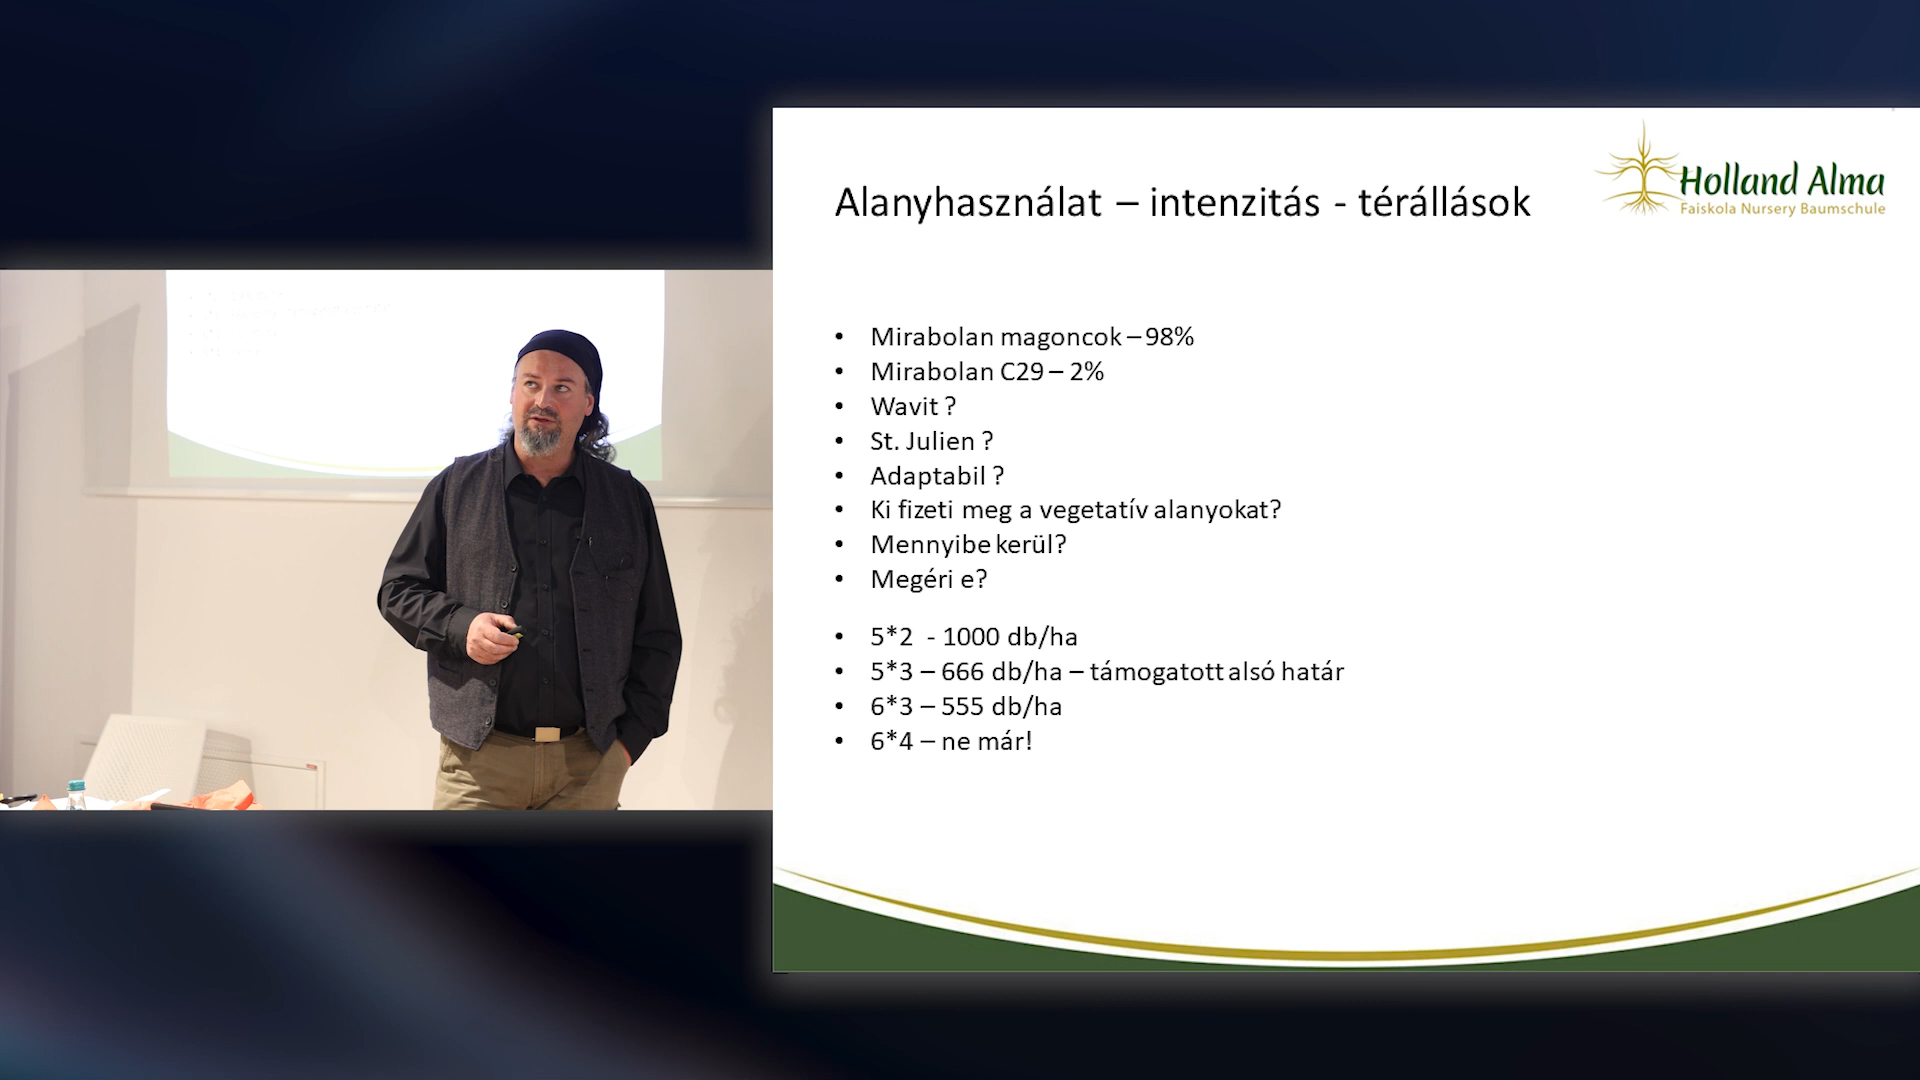 Alanyhasználat – intenzitás - térállások
Holland Alma
Faiskola Nursery Baumschule
• Mirabolan magoncok – 98%
• Mirabolan C29 – 2%
• Wavit ?
• St. Julien ?
• Adaptabil ?
• Ki fizeti meg a vegetatív alanyokat?
• Mennyibe kerül?
• Megéri e?
• 5*2 - 1000 db/ha
• 5*3 – 666 db/ha – támogatott alsó határ
• 6*3 – 555 db/ha
• 6*4 – ne már!